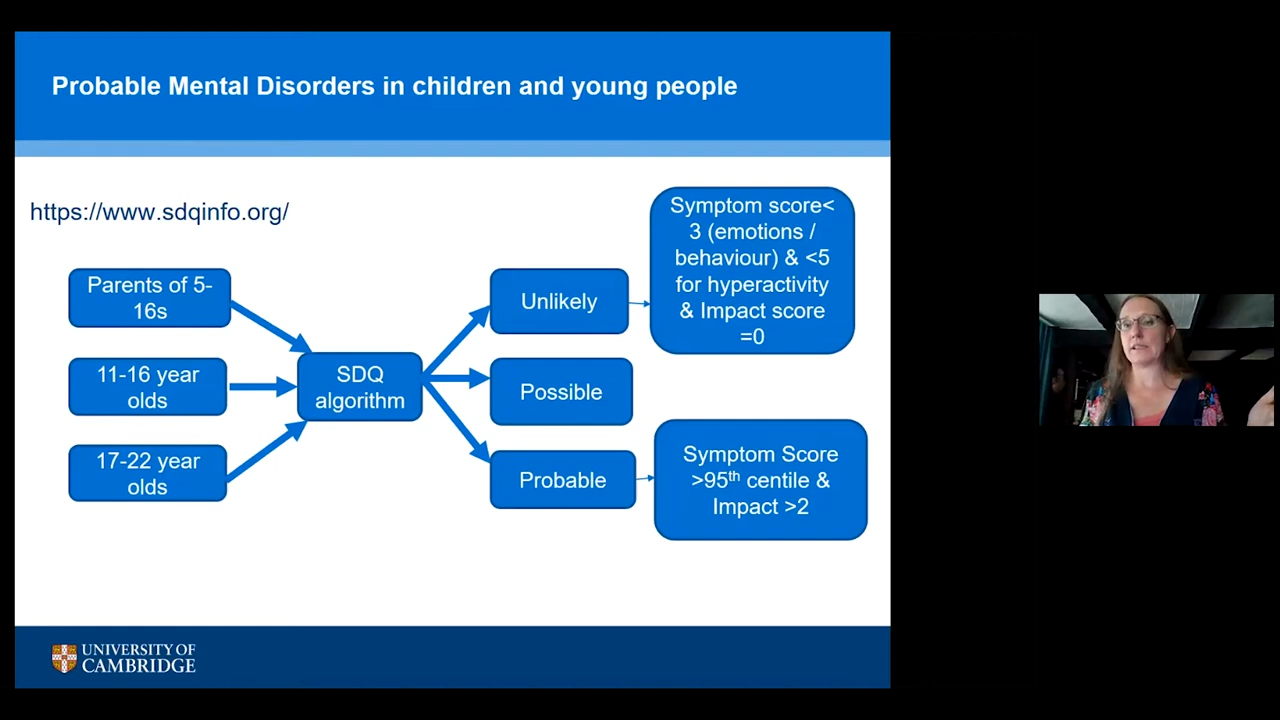 Probable Mental Disorders in children and young people
https://www.sdqinfo.org/
Parents of 5-
16s
11-16 year
olds
17-22 year
olds
SDQ
algorithm
Unlikely
Possible
Probable
Symptom score<
3 (emotions /
behaviour) & <5
for hyperactivity
& Impact score
=0
Symptom Score
>95th centile &
Impact >2
UNIVERSITY OF
CAMBRIDGE